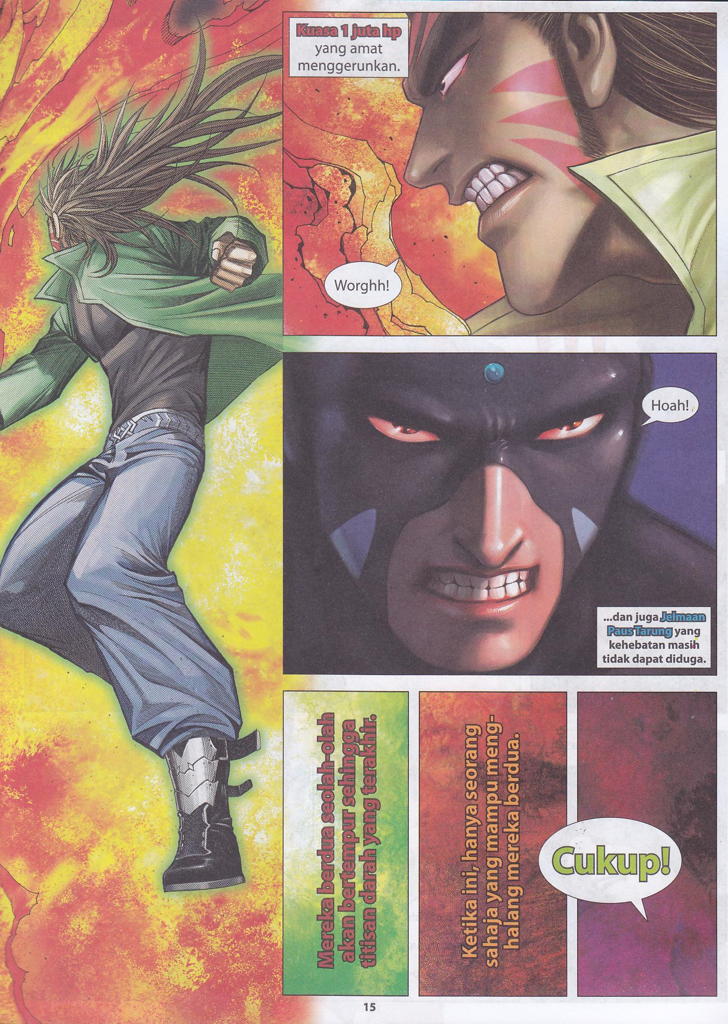 Kuasa 1 juta hp
yang amat
menggerunkan.
Worghh!
Hoah!
...dan juga Jelmaan
Paus Tarung yang
kehebatan masih
tidak dapat diduga.
Mereka berdua seolah-olah
akan bertempur sehingga
titisan darah yang terakhir.
Ketika ini, hanya seorang
sahaja yang mampu meng-
halang mereka berdua.
Cukup!
15